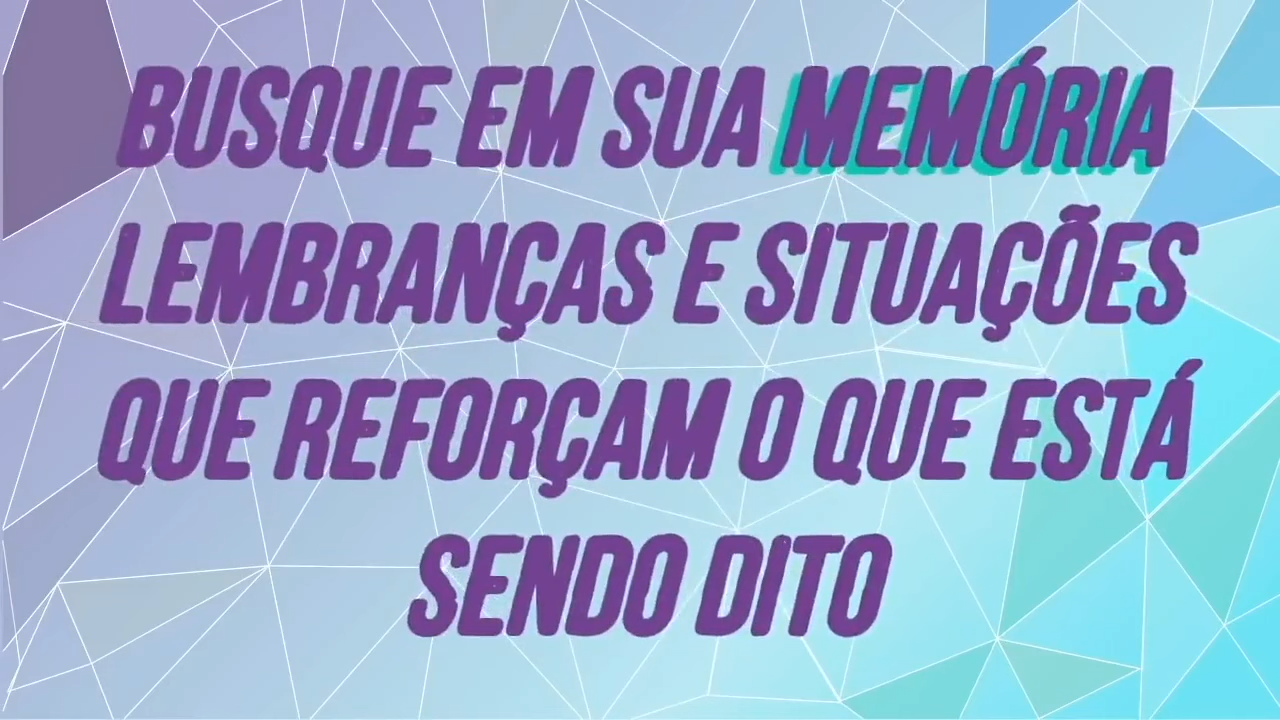 BUSQUE EM SUA MEMÓRIA
LEMBRANÇAS E SITUAÇÕES
QUE REFORÇAM O QUE ESTÁ
SENDO DITO